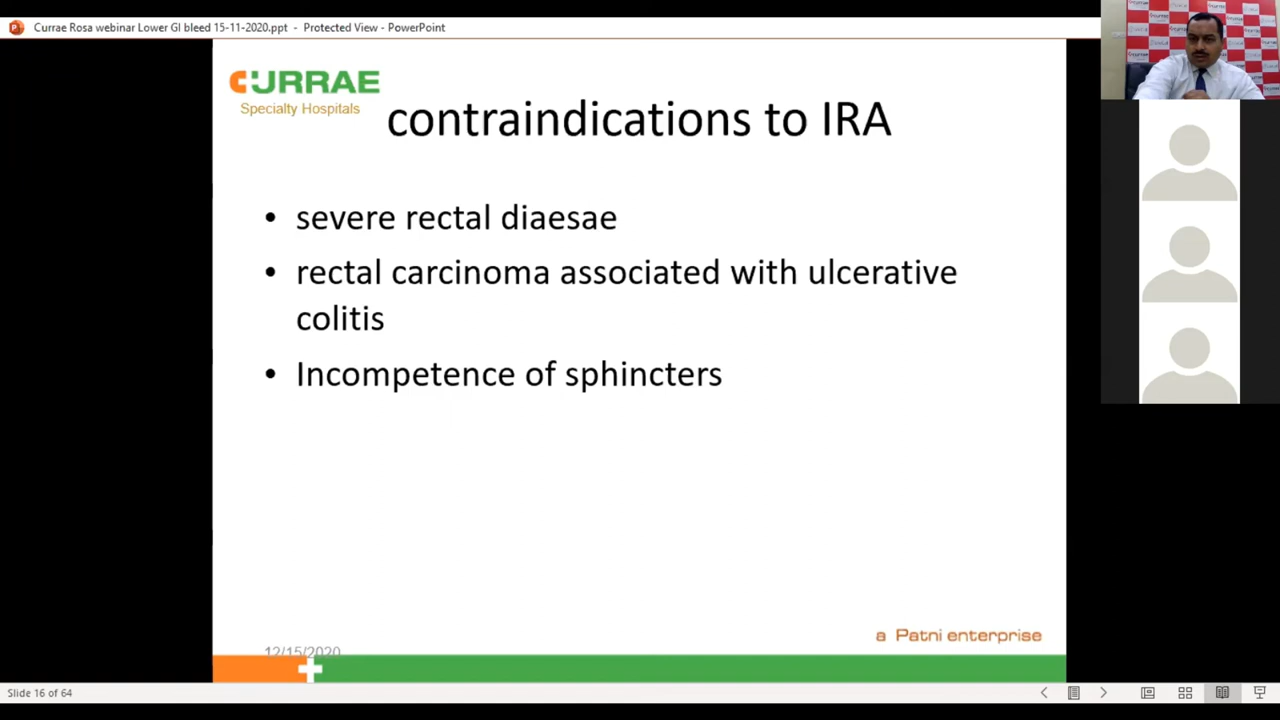 Currae Rosa webinar Lower GI bleed 15-11-2020.ppt - Protected View - PowerPoint
CURRAE
Specialty Hospitals
contraindications to IRA
• severe rectal diaesae
• rectal carcinoma associated with ulcerative
colitis
• Incompetence of sphincters
a Patni enterprise
12/15/2020
Slide 16 of 64